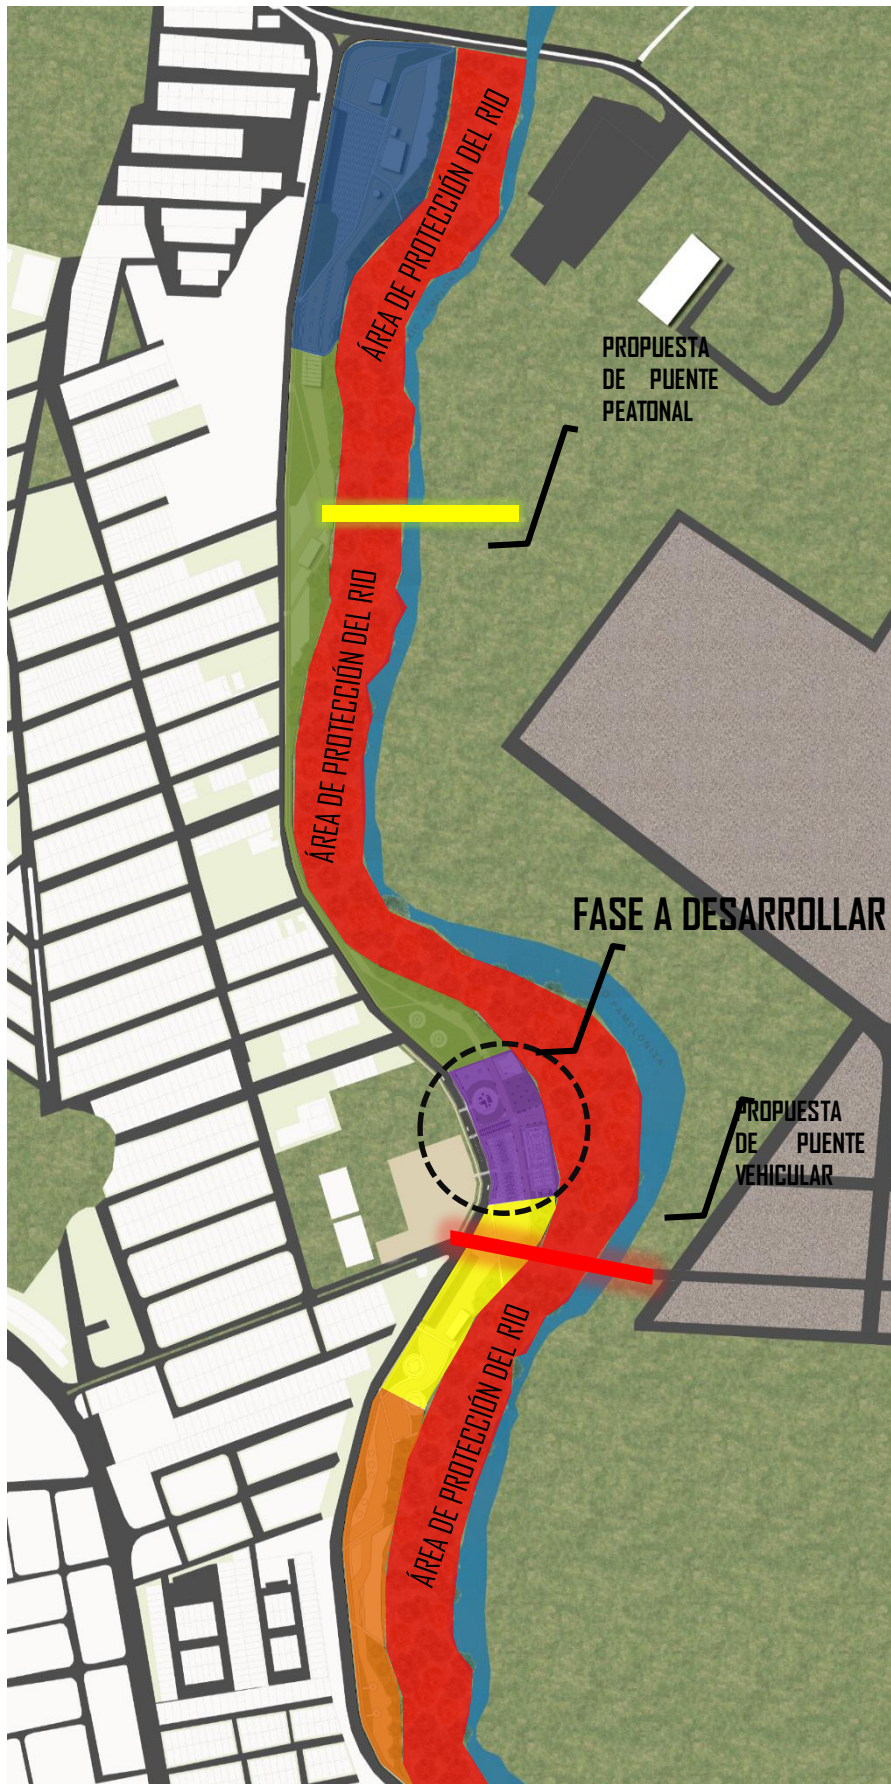 ÁREA DE PROTECCIÓN DEL RIO
PROPUESTA
DE PUENTE
PEATONAL
ÁREA DE PROTECCIÓN DEL RIO
FASE A DESARROLLAR
PAMPLONITA
PROPUESTA
DE PUENTE
VEHICULAR
ÁREA DE PROTECCIÓN DEL RIO